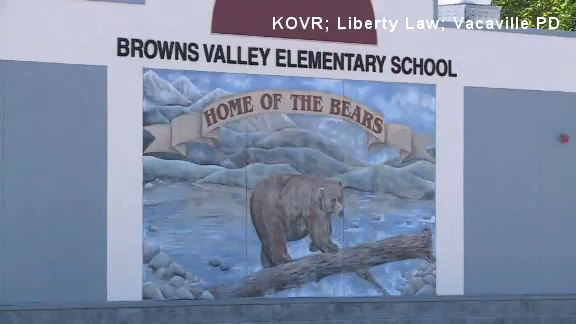 KOVR; Liberty Law; Vacaville PD
BROWNS VALLEY ELEMENTARY SCHOOL
HOME OF THE BEARS